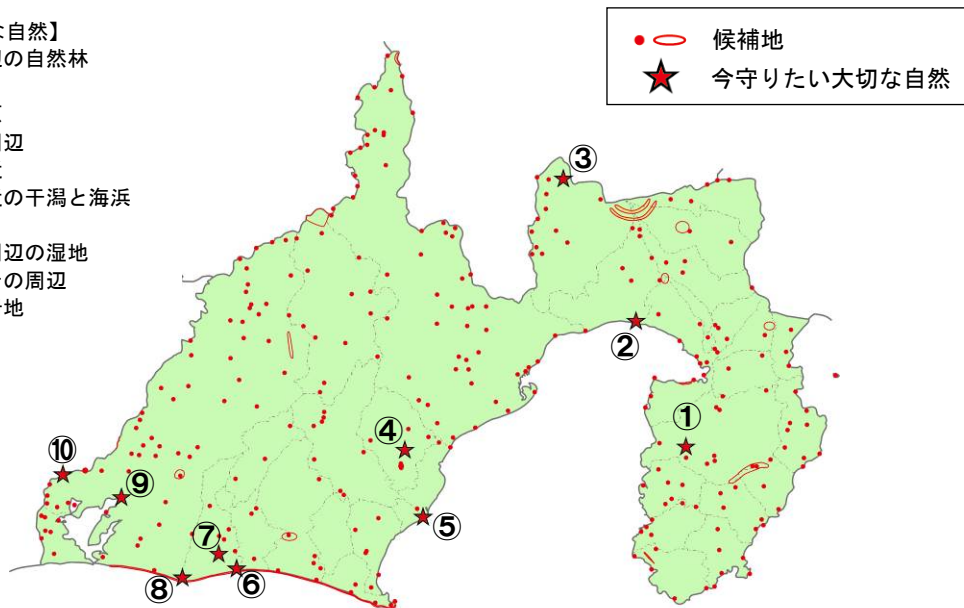 な自然】
辺の自然林
周辺
の干潟と海浜
周辺の湿地
の周辺
地
候補地
今守りたい大切な自然
③
②
①
④
⑩
⑨
⑤
⑦
⑥
⑧